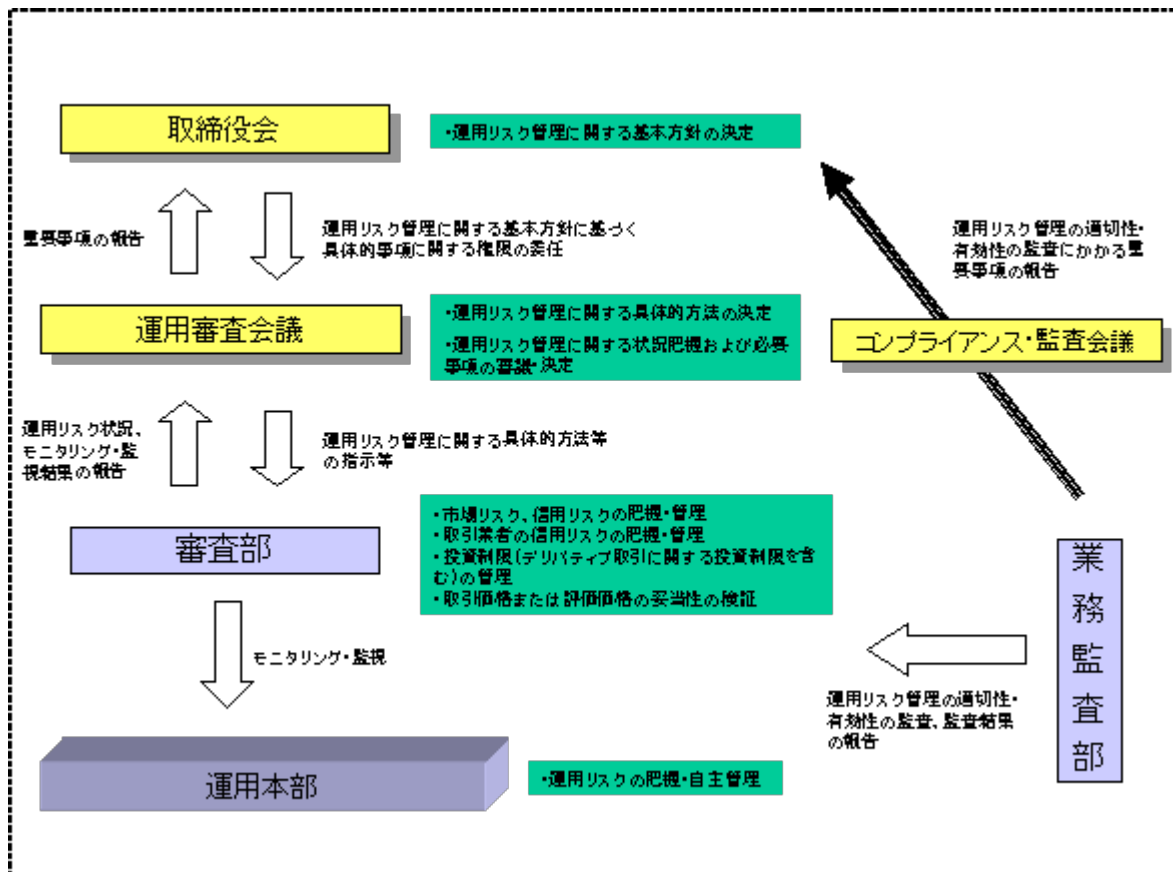 取締役会
・運用リスク管理に関する基本方針の決定
重要事項の報告
運用リスク管理に関する基本方針に基づく
具体的事項に関する権限の委任
運用リスク管理の適切性・
有効性の監査にかかる重
要事項の報告
運用審査会議
・運用リスク管理に関する具体的方法の決定
・運用リスク管理に関する状況把握および必要
事項の審議・決定
コンプライアンス・監査会議
運用リスク状況、
モニタリング・監
視結果の報告
運用リスク管理に関する具体的方法等
の指示等
審査部
・市場リスク、信用リスクの把握・管理
・取引業者の信用リスクの把握・管理
・投資制限(デリバティブ取引に関する投資制限を含
む)の管理
・取引価格または評価価格の妥当性の検証
業務監査部
モニタリング・監視
運用リスク管理の適切性・
有効性の監査、監査結果
の報告
運用本部
・運用リスクの把握・自主管理